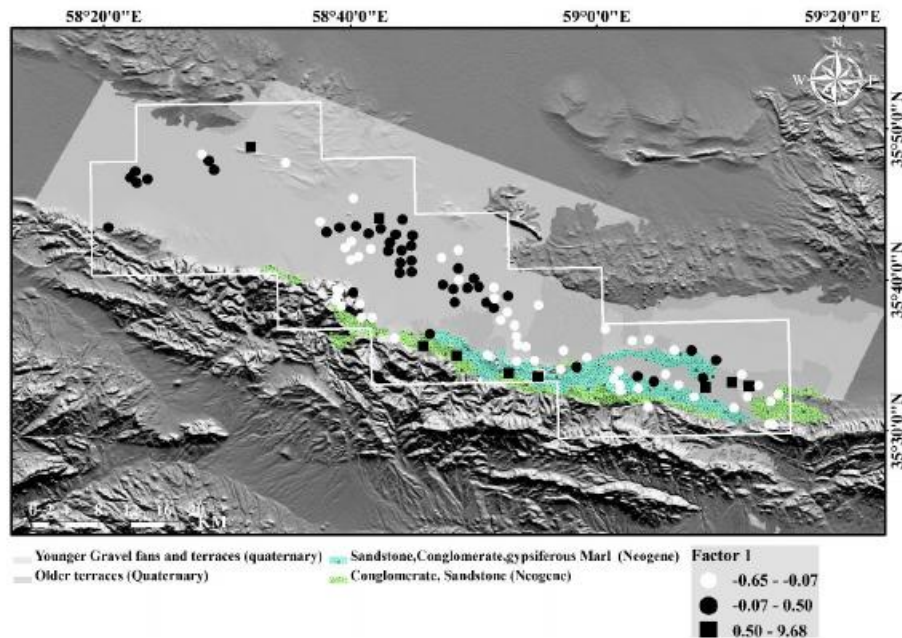 58°20'0"E 58°40'0"E 59°00'0"E 59°20'0"E
N
W E
S
35°50'0"N
35°40'0"N
35°30'0"N
KM
Younger Gravel fans and terraces (quaternary)
Older terraces (Quaternary)
Sandstone,Conglomerate,gypsiferous Marl (Neogene)
Conglomerate, Sandstone (Neogene)
Factor 1
-0.65 - -0.07
-0.07 - 0.50
0.50 - 9.68